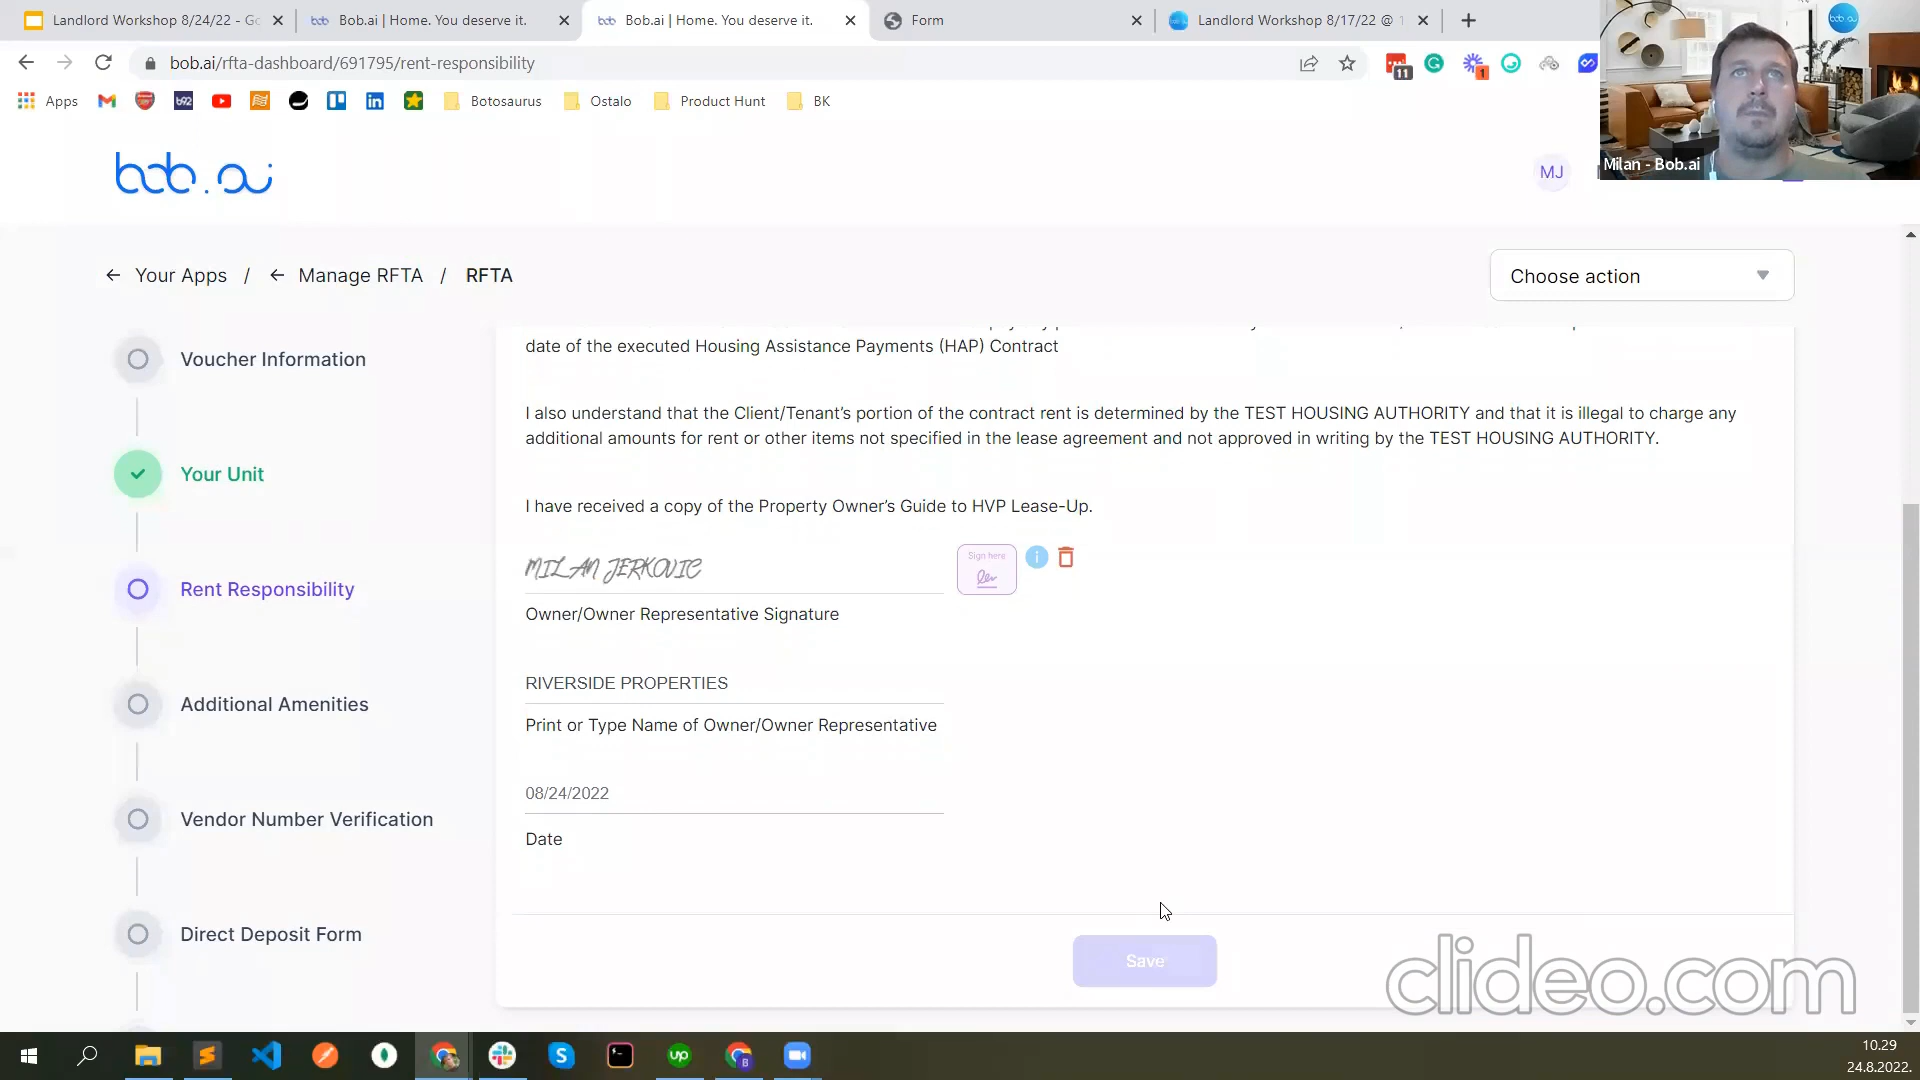 Landlord Workshop 8/24/22 - Go
Bob.ai | Home. You deserve it.
Bob.ai | Home. You deserve it.
Form
Landlord Workshop 8/17/22 @ 1
bob.ai/rfta-dashboard/691795/rent-responsibility
11
1
Apps
Botosaurus
Ostalo
Product Hunt
BK
bob.ai
Milan - Bob.ai
bob.ai
MJ
Your Apps / Manage RFTA / RFTA
Choose action
Voucher Information
Your Unit
Rent Responsibility
Additional Amenities
Vendor Number Verification
Direct Deposit Form
date of the executed Housing Assistance Payments (HAP) Contract
I also understand that the Client/Tenant’s portion of the contract rent is determined by the TEST HOUSING AUTHORITY and that it is illegal to charge any
additional amounts for rent or other items not specified in the lease agreement and not approved in writing by the TEST HOUSING AUTHORITY.
I have received a copy of the Property Owner’s Guide to HVP Lease-Up.
MILAN JERKOVIC
Sign here
Owner/Owner Representative Signature
RIVERSIDE PROPERTIES
Print or Type Name of Owner/Owner Representative
08/24/2022
Date
Save
clideo.com
up
B
10.29
24.8.2022.